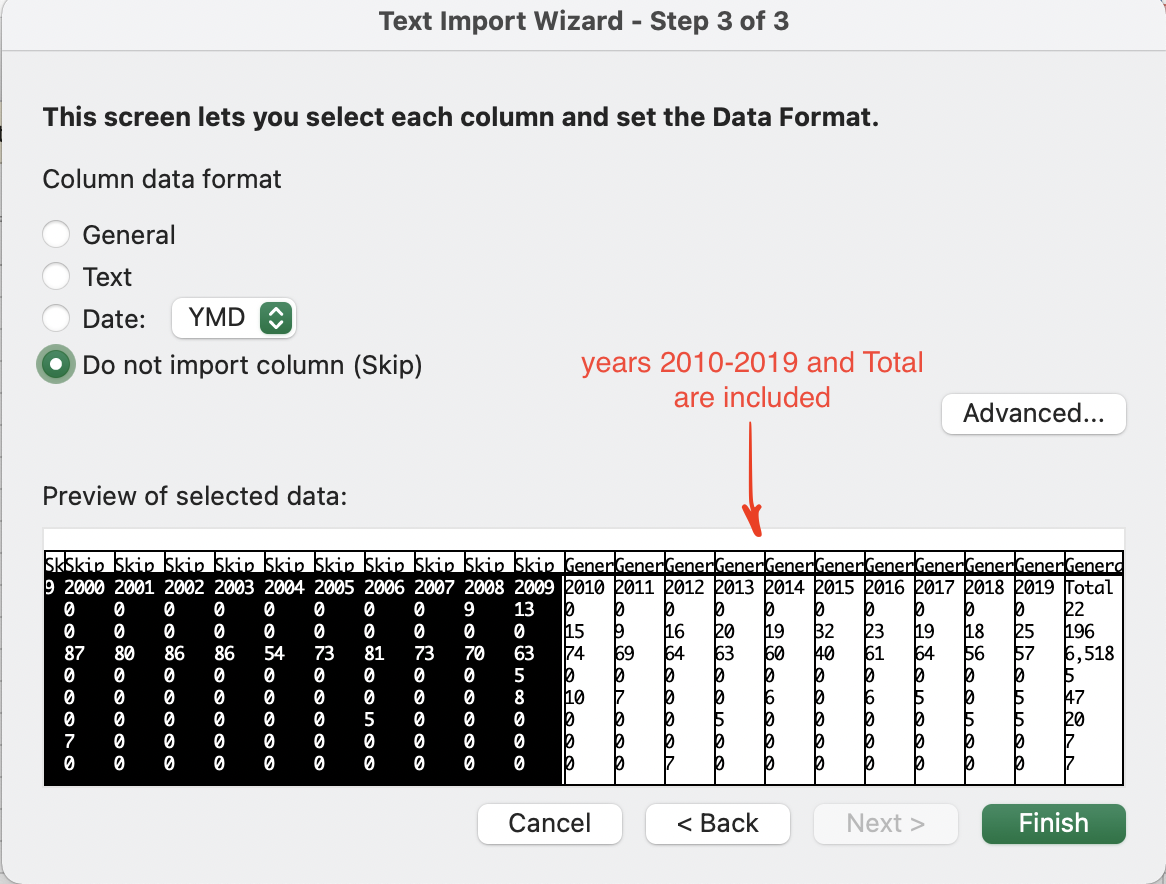 Text Import Wizard - Step 3 of 3
This screen lets you select each column and set the Data Format.
Column data format
General
Text
Date: YMD
Do not import column (Skip)
years 2010-2019 and Total
are included
Advanced...
Preview of selected data:
Sk Skip Skip Skip Skip Skip Skip Skip Skip Skip Skip Gener Gener Gener Gener Gener Gener Gener Gener Gener Gener Genera
9 2000 2001 2002 2003 2004 2005 2006 2007 2008 2009 2010 2011 2012 2013 2014 2015 2016 2017 2018 2019 Total
0 0 0 0 0 0 0 0 9 13 0 0 0 0 0 0 0 0 0 0 22
0 0 0 0 0 0 0 0 0 0 15 9 16 20 19 32 23 19 18 25 196
87 80 86 86 54 73 81 73 70 63 74 69 64 63 60 40 61 64 56 57 6,518
0 0 0 0 0 0 0 0 0 5 0 0 0 0 0 0 0 0 0 0 5
0 0 0 0 0 0 0 0 0 8 10 7 0 0 6 0 6 5 0 5 47
0 0 0 0 0 0 5 0 0 0 0 0 0 5 0 0 0 0 5 5 20
7 0 0 0 0 0 0 0 0 0 0 0 0 0 0 0 0 0 0 0 7
0 0 0 0 0 0 0 0 0 0 0 0 7 0 0 0 0 0 0 0 7
Cancel < Back Next > Finish